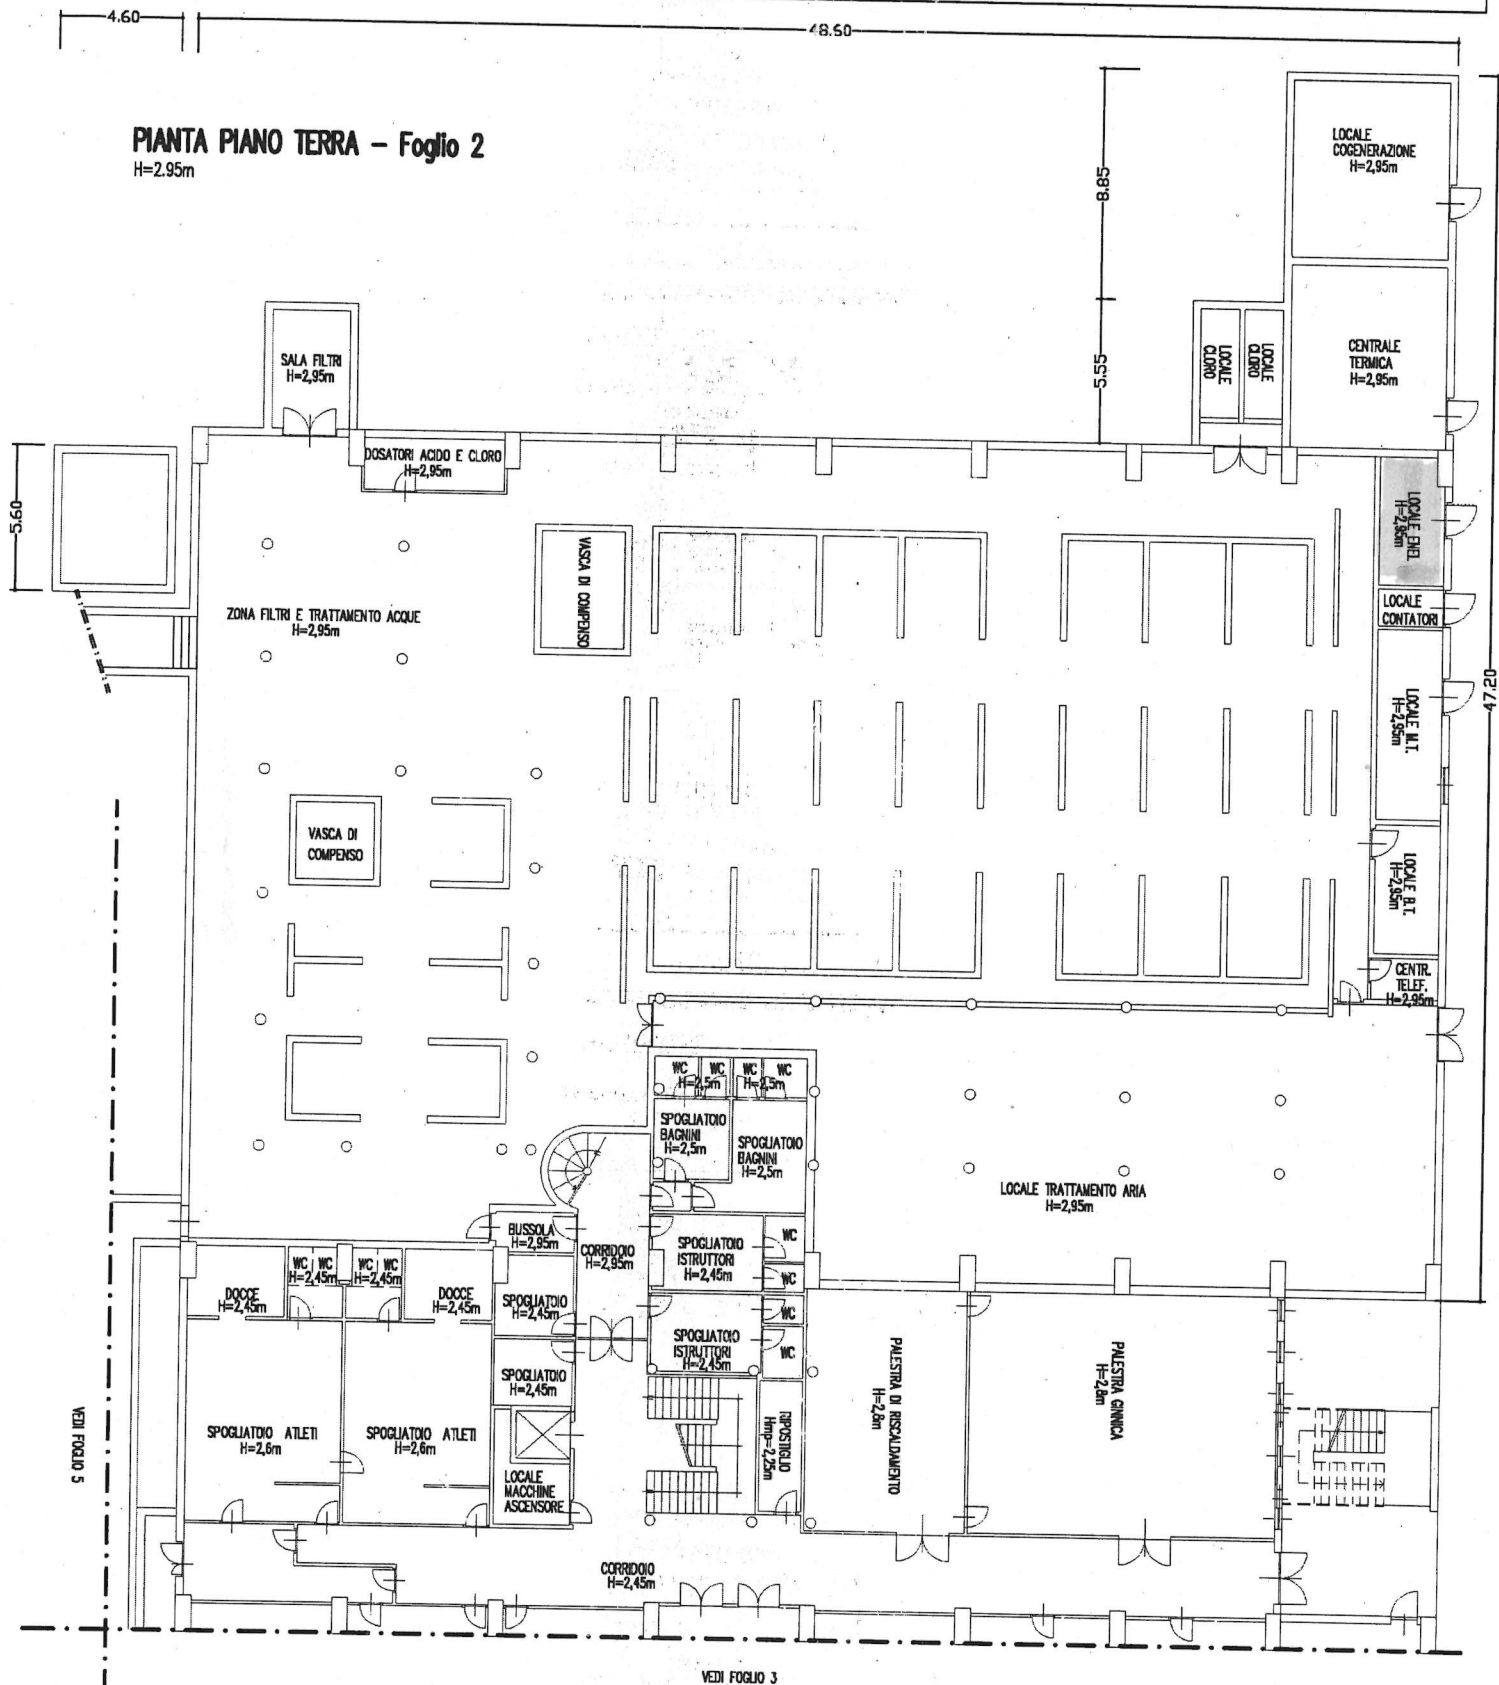 4.60
48.60
PIANTA PIANO TERRA – Foglio 2
H=2.95m
8.85
5.55
5.60
47.20
LOCALE
COGENERAZIONE
H=2,95m
CENTRALE
TERMICA
H=2,95m
LOCALE
CLORO
LOCALE
CLORO
SALA FILTRI
H=2,95m
DOSATORI ACIDO E CLORO
H=2,95m
LOCALE ENEL
H=2,95m
LOCALE
CONTATORI
LOCALE M.T.
H=2,95m
LOCALE B.T.
H=2,95m
CENTR.
TELEF.
H=2,95m
VASCA DI COMPENSO
ZONA FILTRI E TRATTAMENTO ACQUE
H=2,95m
VASCA DI
COMPENSO
WC
WC
WC
WC
H=2,5m
H=2,5m
SPOGLIATOIO
BAGNINI
H=2,5m
SPOGLIATOIO
BAGNINI
H=2,5m
LOCALE TRATTAMENTO ARIA
H=2,95m
BUSSOLA
H=2,95m
CORRIDOIO
H=2,95m
SPOGLIATOIO
ISTRUTTORI
H=2,45m
WC
WC
WC
WC
SPOGLIATOIO
ISTRUTTORI
H=2,45m
DOCCE
H=2,45m
WC
WC
H=2,45m
WC
WC
H=2,45m
DOCCE
H=2,45m
SPOGLIATOIO
H=2,45m
SPOGLIATOIO
H=2,45m
SPOGLIATOIO ATLETI
H=2,6m
SPOGLIATOIO ATLETI
H=2,6m
LOCALE
MACCHINE
ASCENSORE
RIPOSTIGLIO
Hmp=2,25m
PALESTRA DI RISCALDAMENTO
H=2,8m
PALESTRA GINNICA
H=2,8m
CORRIDOIO
H=2,45m
VEDI FOGLIO 5
VEDI FOGLIO 3